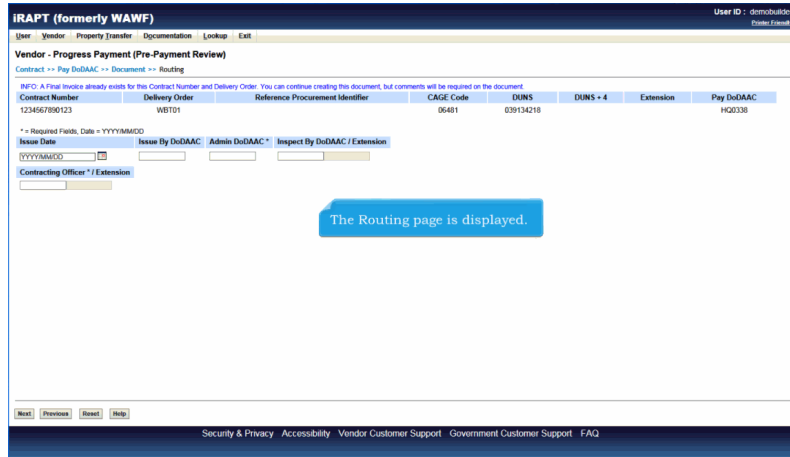 iRAPT (formerly WAWF)
User ID : demobuilde
Printer Friendl
User Vendor Property Transfer Documentation Lookup Exit
Vendor - Progress Payment (Pre-Payment Review)
Contract >> Pay DoDAAC >> Document >> Routing
INFO: A Final Invoice already exists for this Contract Number and Delivery Order. You can continue creating this document, but comments will be required on the document.
Contract Number Delivery Order Reference Procurement Identifier CAGE Code DUNS DUNS + 4 Extension Pay DoDAAC
1234567890123 WBT01 06481 039134218 HQ0338
* = Required Fields, Date = YYYY/MM/DD
Issue Date Issue By DoDAAC Admin DoDAAC * Inspect By DoDAAC / Extension
YYYY/MM/DD
Contracting Officer * / Extension
The Routing page is displayed.
Next Previous Reset Help
Security & Privacy Accessibility Vendor Customer Support Government Customer Support FAQ